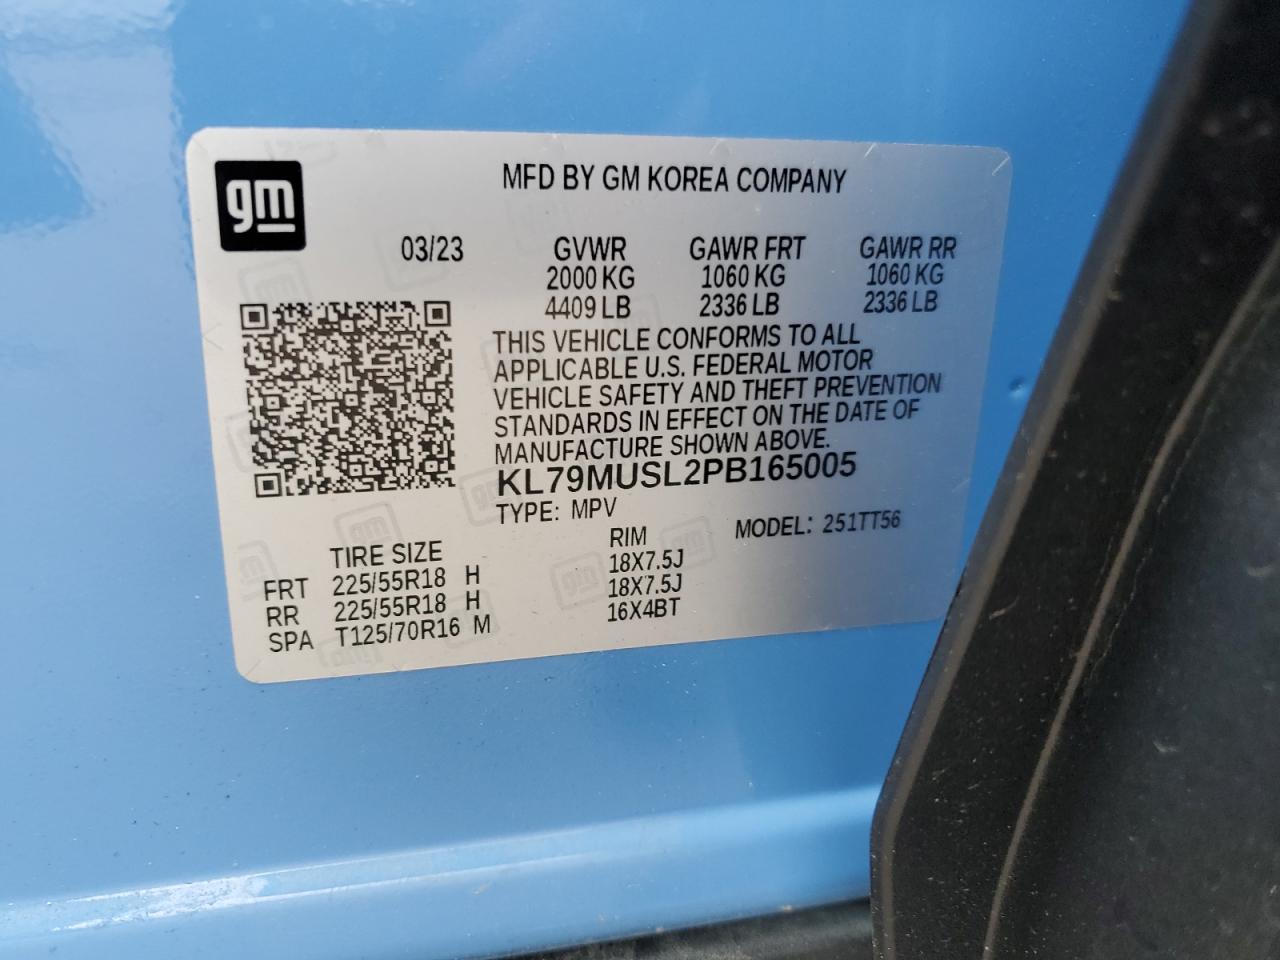 gm
MFD BY GM KOREA COMPANY
03/23 GVWR GAWR FRT GAWR RR
2000 KG 1060 KG 1060 KG
4409 LB 2336 LB 2336 LB
THIS VEHICLE CONFORMS TO ALL
APPLICABLE U.S. FEDERAL MOTOR
VEHICLE SAFETY AND THEFT PREVENTION
STANDARDS IN EFFECT ON THE DATE OF
MANUFACTURE SHOWN ABOVE.
KL79MUSL2PB165005
TYPE: MPV MODEL: 251TT56
TIRE SIZE RIM
FRT 225/55R18 H 18X7.5J
RR 225/55R18 H 18X7.5J
SPA T125/70R16 M 16X4BT